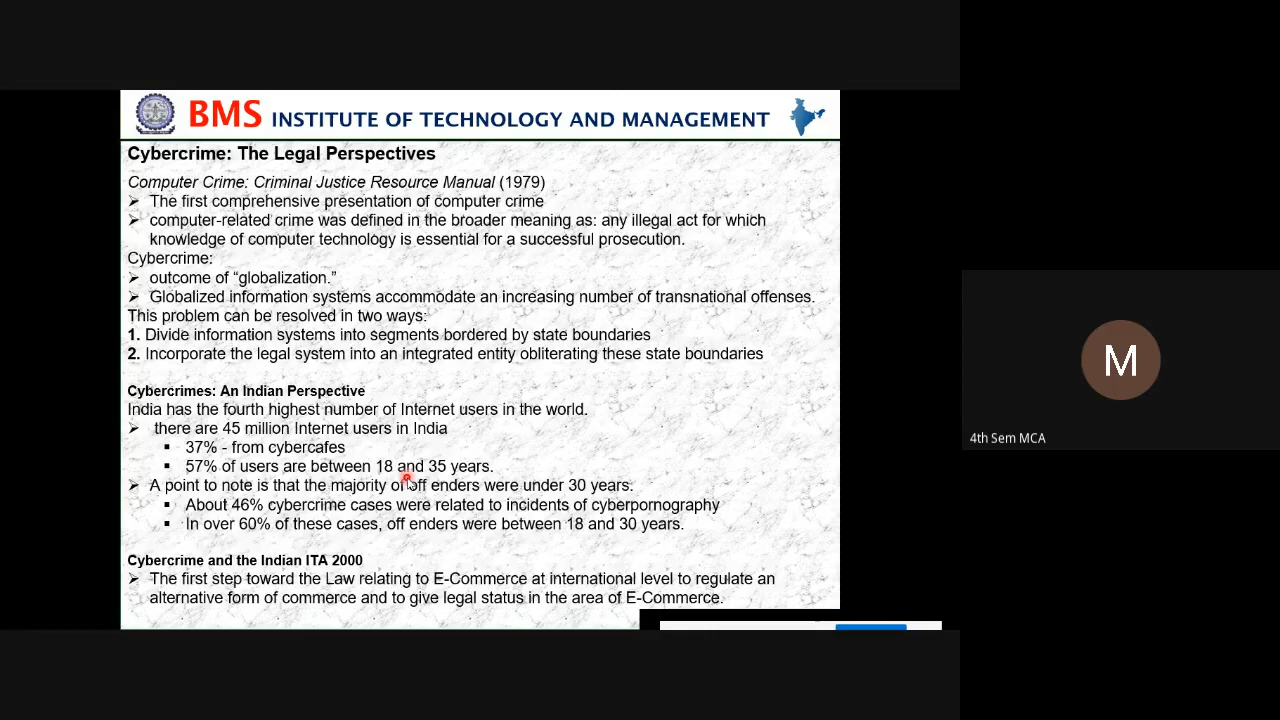 BMS INSTITUTE OF TECHNOLOGY AND MANAGEMENT
Cybercrime: The Legal Perspectives
Computer Crime: Criminal Justice Resource Manual (1979)
➢ The first comprehensive presentation of computer crime
➢ computer-related crime was defined in the broader meaning as: any illegal act for which
knowledge of computer technology is essential for a successful prosecution.
Cybercrime:
➢ outcome of “globalization.”
➢ Globalized information systems accommodate an increasing number of transnational offenses.
This problem can be resolved in two ways:
1. Divide information systems into segments bordered by state boundaries
2. Incorporate the legal system into an integrated entity obliterating these state boundaries
Cybercrimes: An Indian Perspective
India has the fourth highest number of Internet users in the world.
➢ there are 45 million Internet users in India
▪ 37% - from cybercafes
▪ 57% of users are between 18 and 35 years.
➢ A point to note is that the majority of off enders were under 30 years.
▪ About 46% cybercrime cases were related to incidents of cyberpornography
▪ In over 60% of these cases, off enders were between 18 and 30 years.
Cybercrime and the Indian ITA 2000
➢ The first step toward the Law relating to E-Commerce at international level to regulate an
alternative form of commerce and to give legal status in the area of E-Commerce.
M
4th Sem MCA